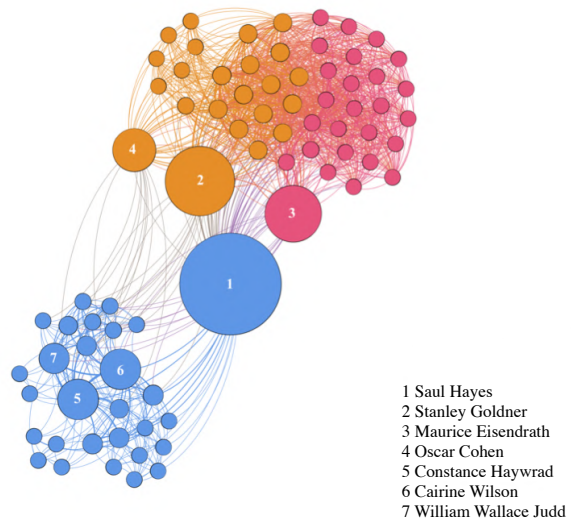 4
2
3
1
7
6
5
1 Saul Hayes
2 Stanley Goldner
3 Maurice Eisendrath
4 Oscar Cohen
5 Constance Haywrad
6 Cairine Wilson
7 William Wallace Judd